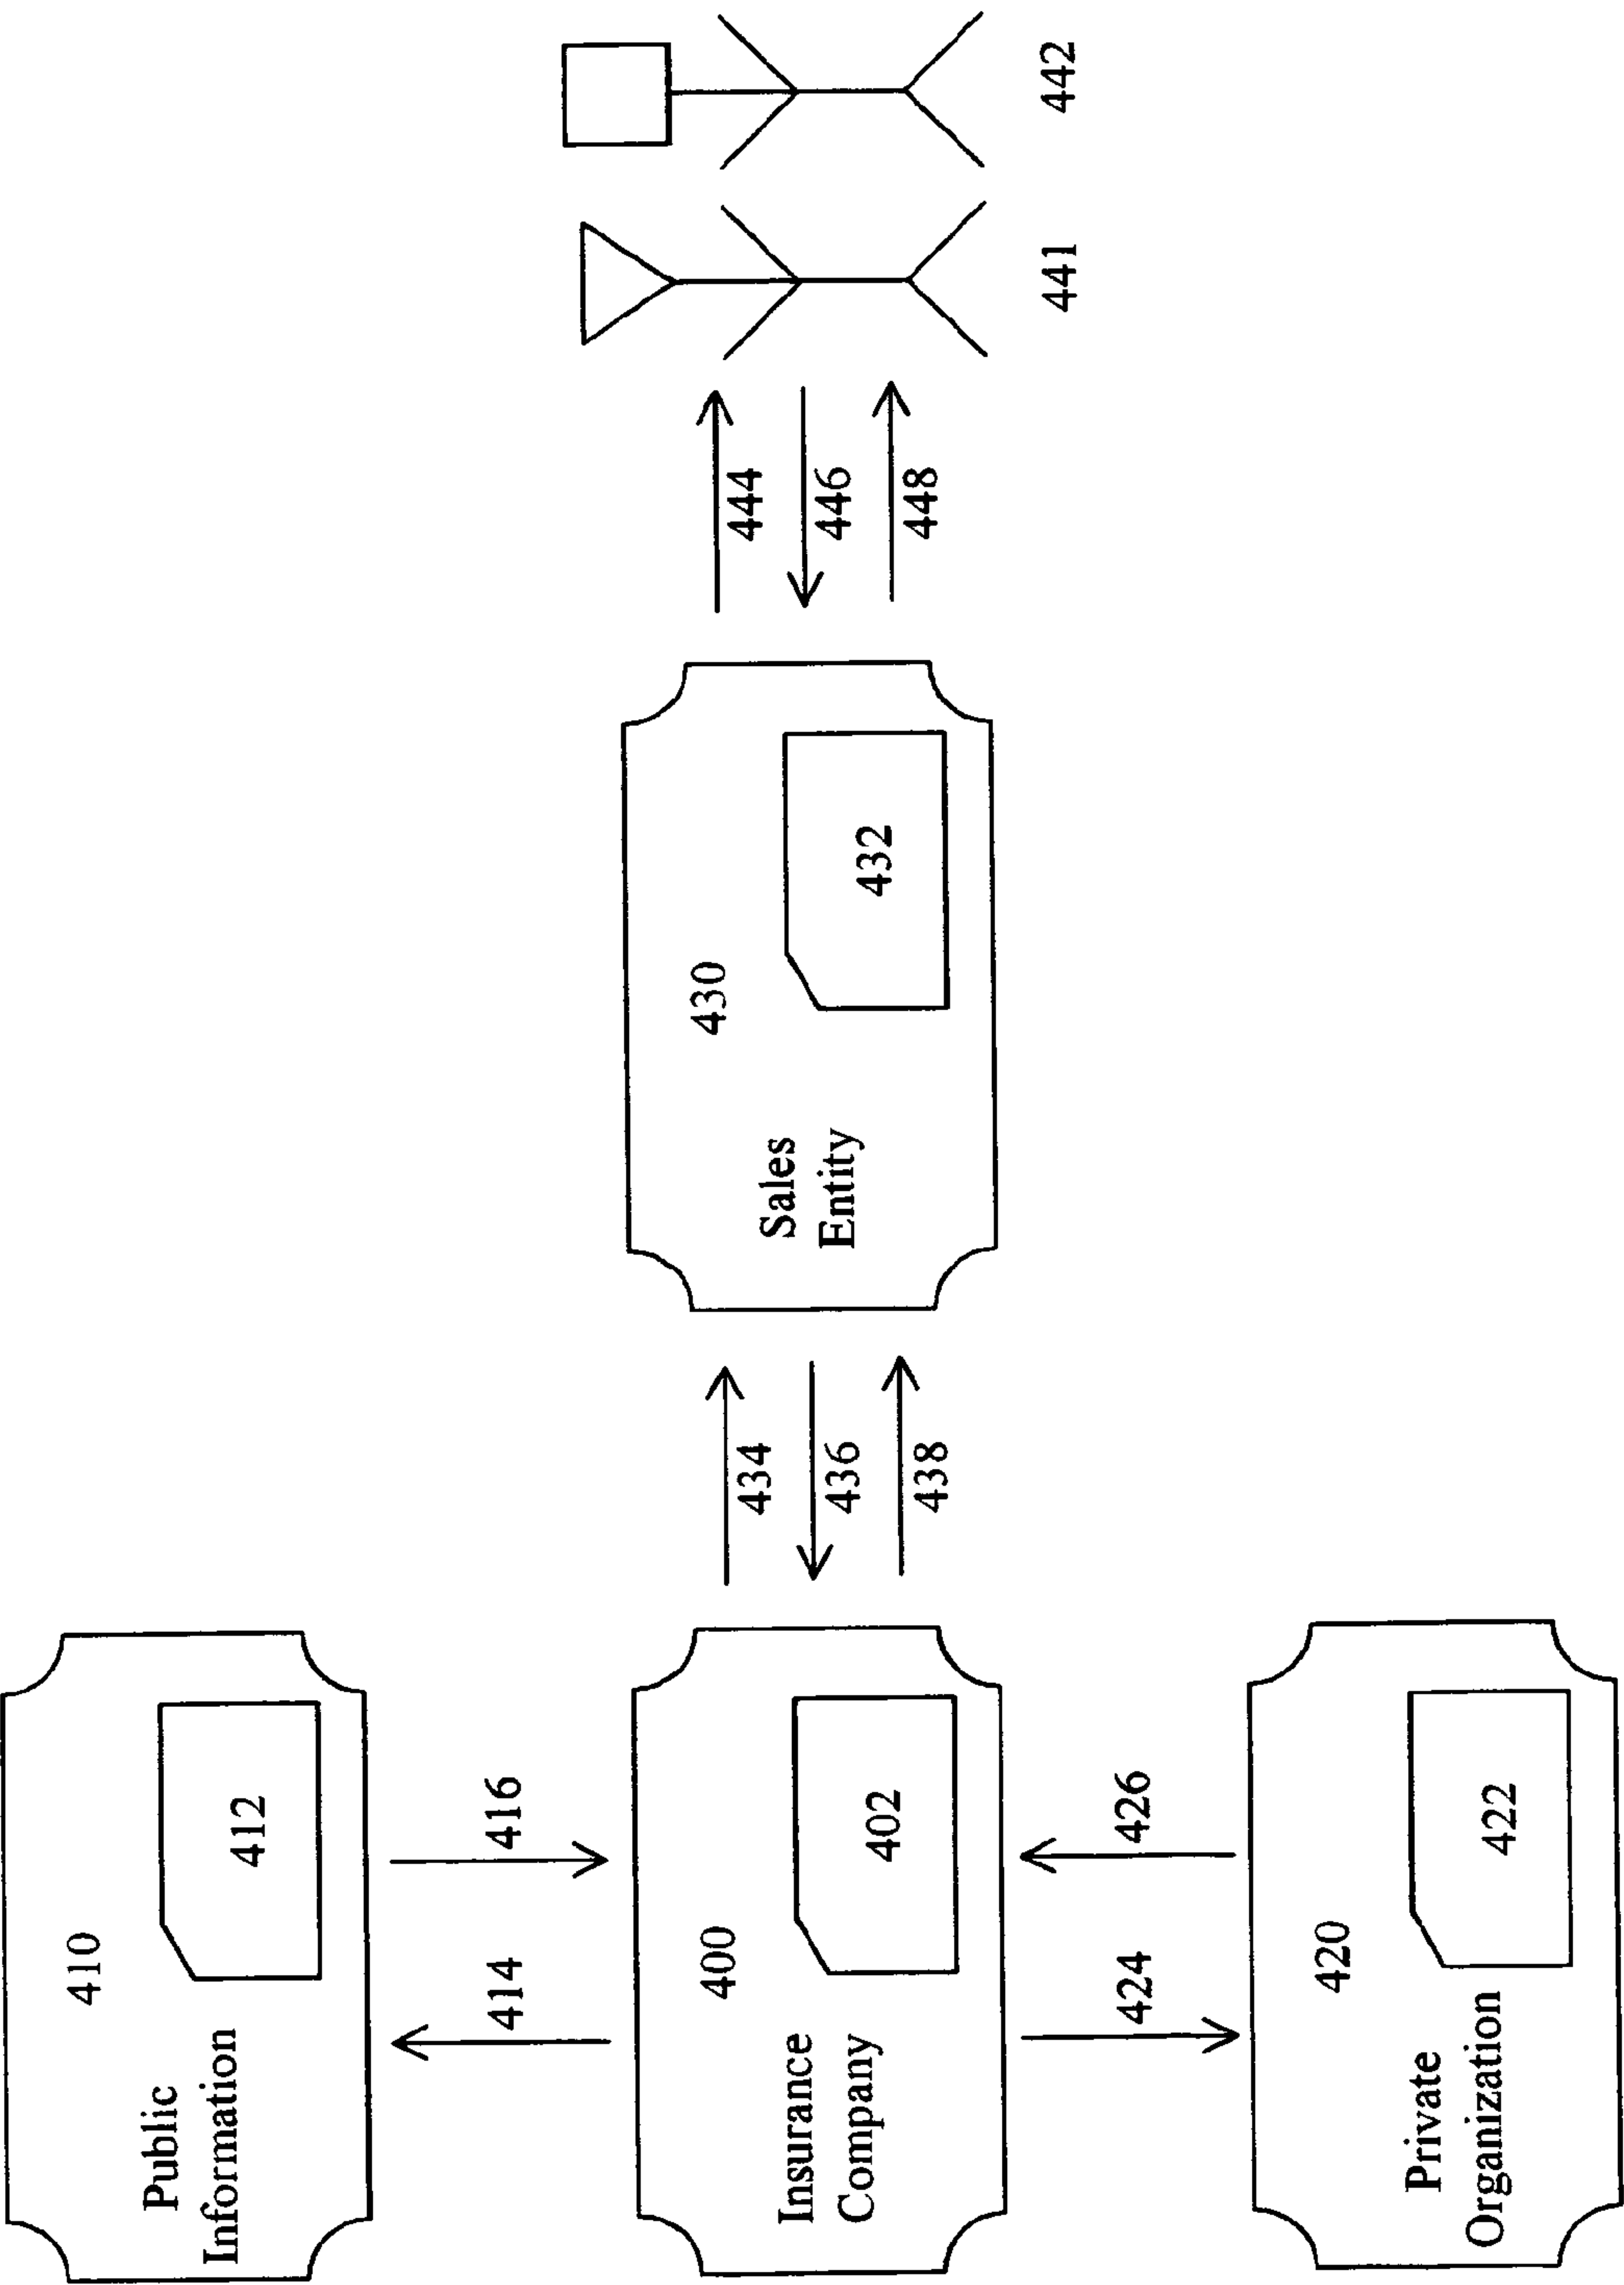 Public
Information
410
412
414
416
Insurance
Company
400
402
434
436
438
Sales
Entity
430
432
444
446
448
441
442
424
426
Private
Organization
420
422